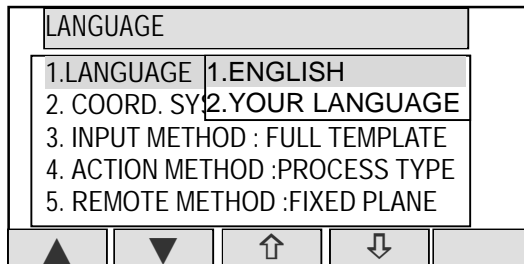 LANGUAGE
1.LANGUAGE 1.ENGLISH
2. COORD. SYS 2.YOUR LANGUAGE
3. INPUT METHOD : FULL TEMPLATE
4. ACTION METHOD :PROCESS TYPE
5. REMOTE METHOD :FIXED PLANE